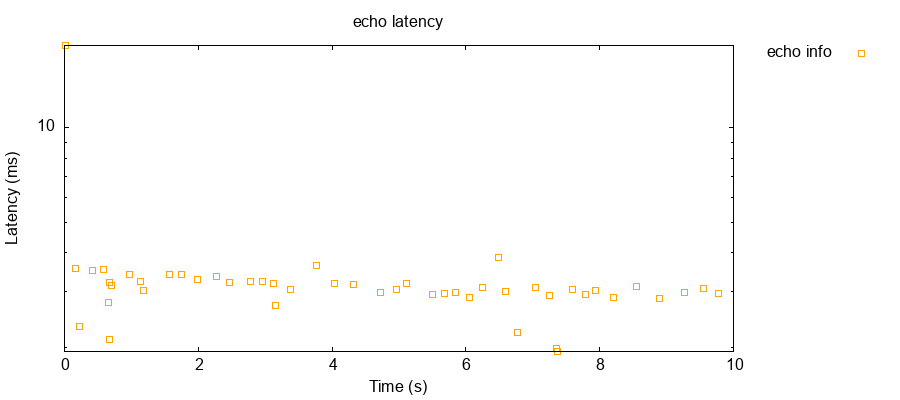 echo latency
echo info
10
Latency (ms)
0 2 4 6 8 10
Time (s)